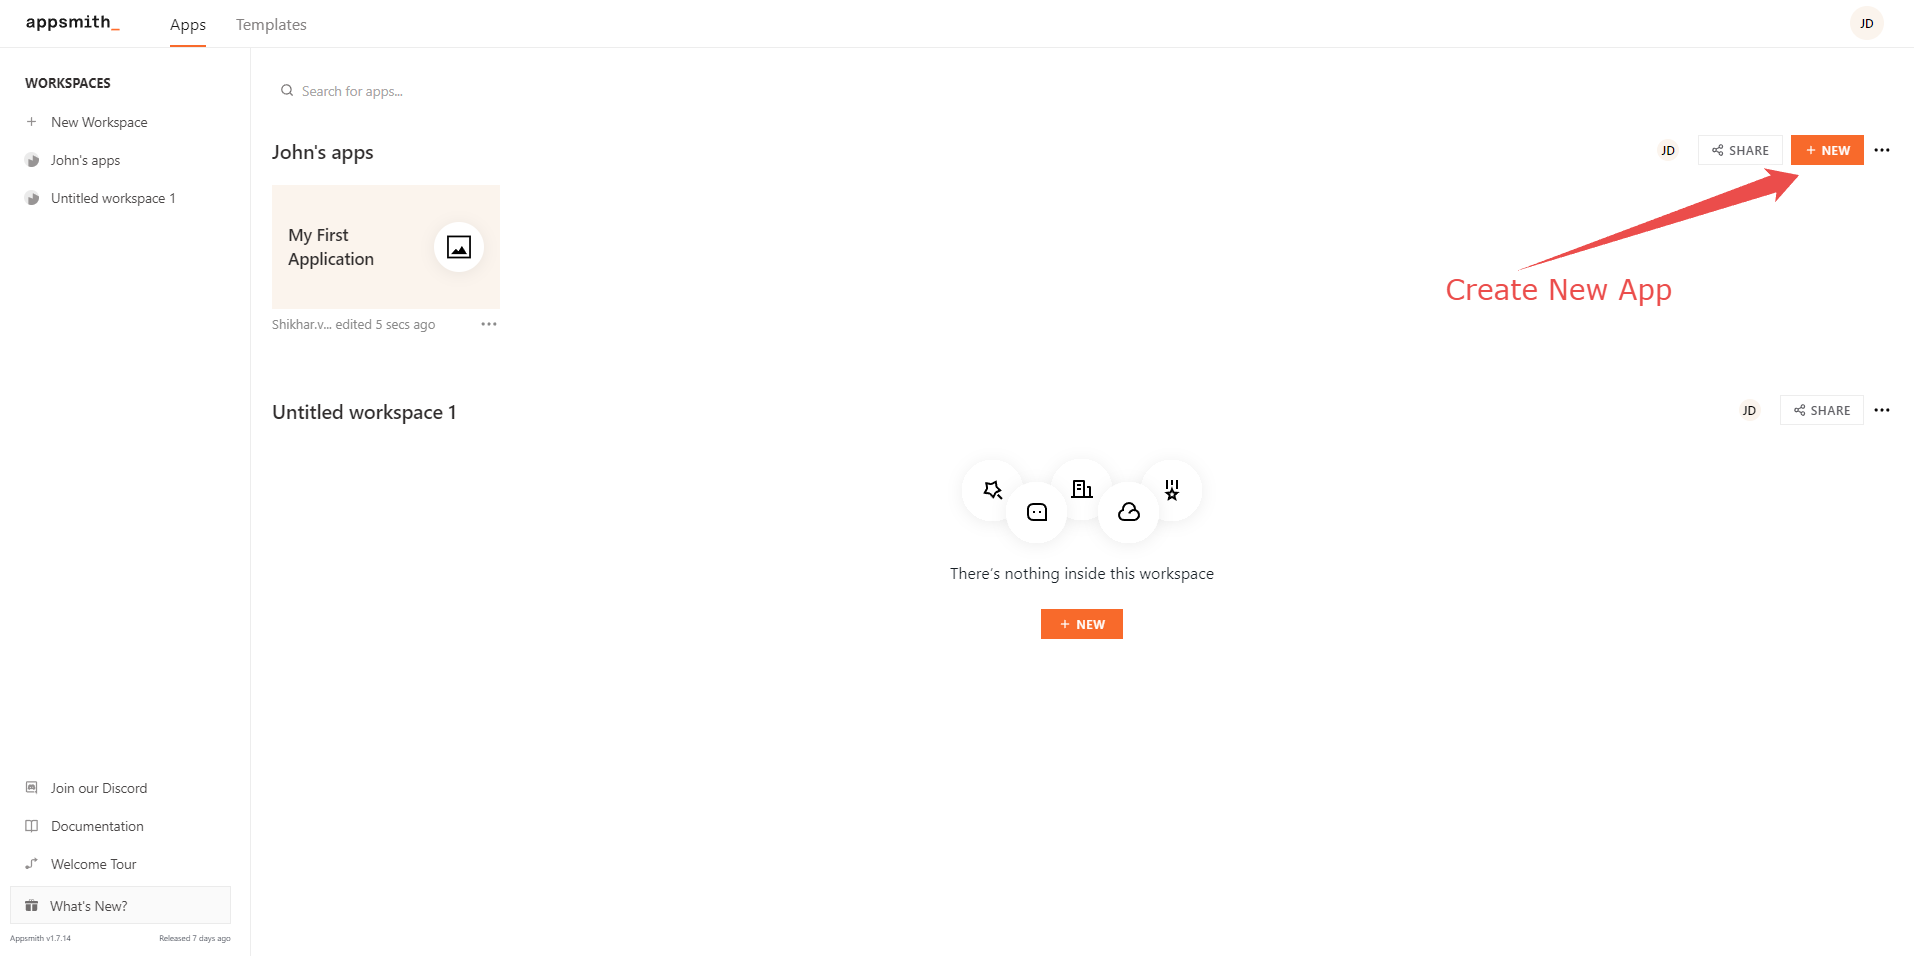 appsmith_
Apps
Templates
JD
WORKSPACES
New Workspace
John's apps
Untitled workspace 1
Search for apps...
John's apps
JD
SHARE
+ NEW
My First
Application
Shikhar.v... edited 5 secs ago
Create New App
Untitled workspace 1
JD
SHARE
There's nothing inside this workspace
+ NEW
Join our Discord
Documentation
Welcome Tour
What's New?
Appsmith v1.7.14
Released 7 days ago